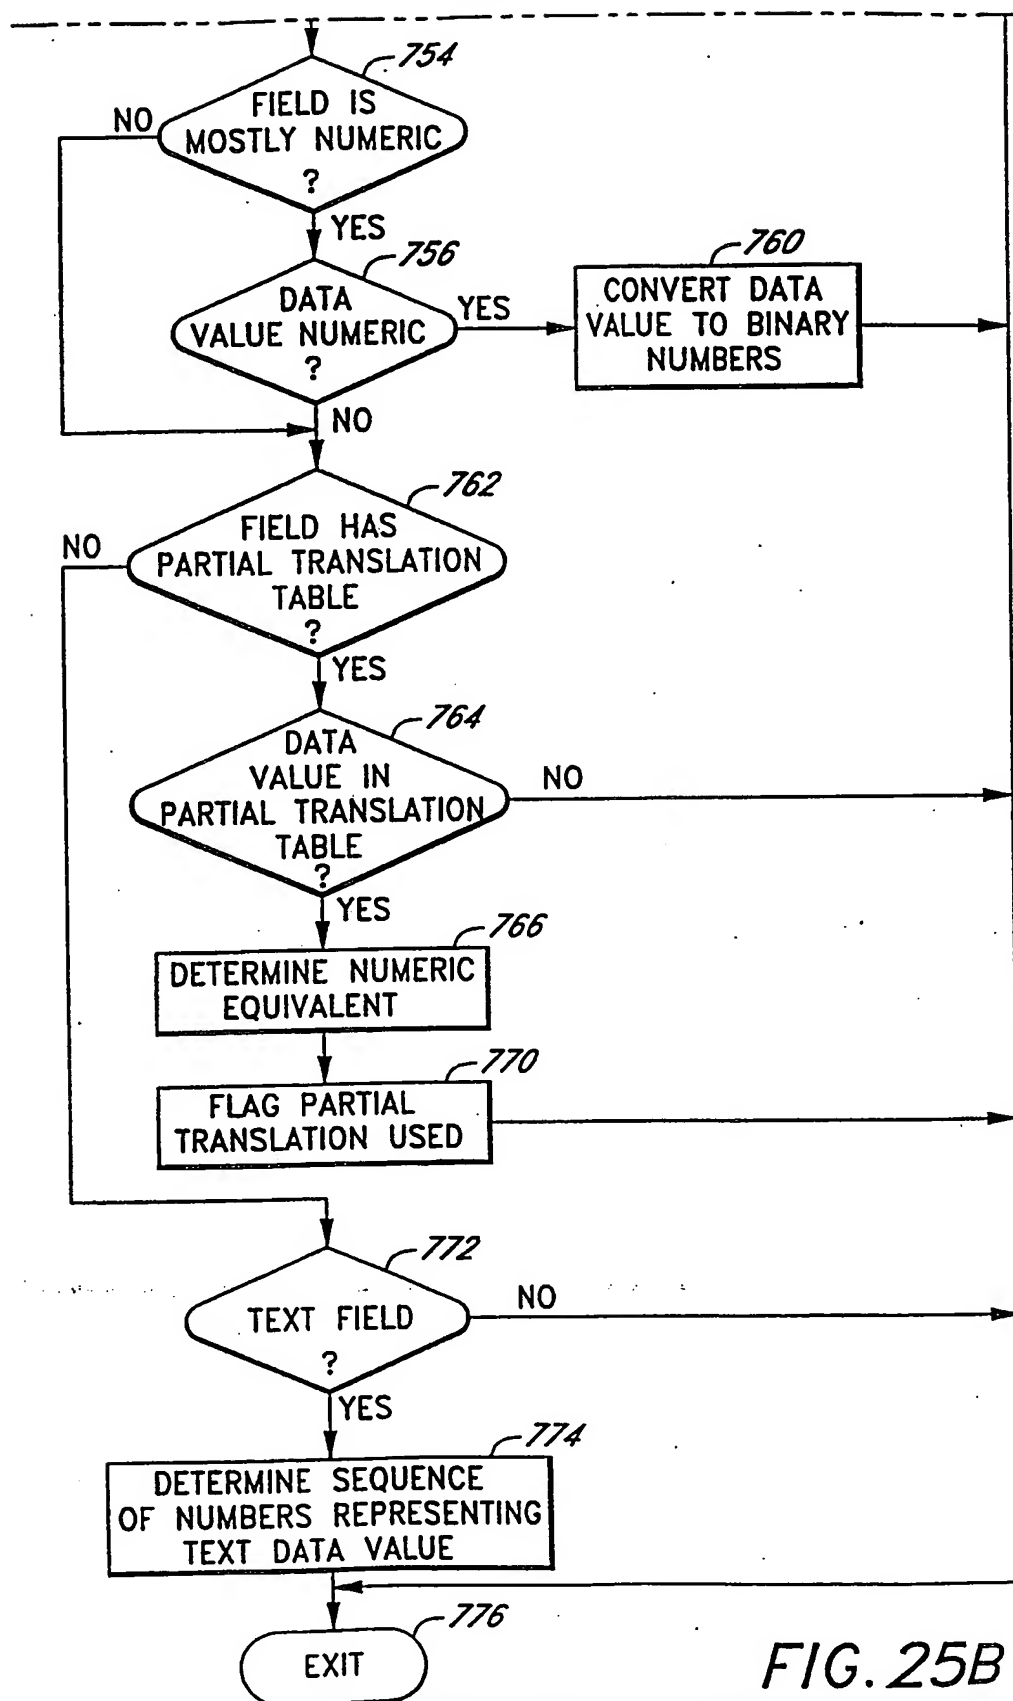 754
FIELD IS
MOSTLY NUMERIC
?
NO
YES
756
DATA
VALUE NUMERIC
?
YES
760
CONVERT DATA
VALUE TO BINARY
NUMBERS
NO
762
FIELD HAS
PARTIAL TRANSLATION
TABLE
?
NO
YES
764
DATA
VALUE IN
PARTIAL TRANSLATION
TABLE
?
NO
YES
766
DETERMINE NUMERIC
EQUIVALENT
770
FLAG PARTIAL
TRANSLATION USED
772
TEXT FIELD
?
NO
YES
774
DETERMINE SEQUENCE
OF NUMBERS REPRESENTING
TEXT DATA VALUE
776
EXIT
FIG. 25B